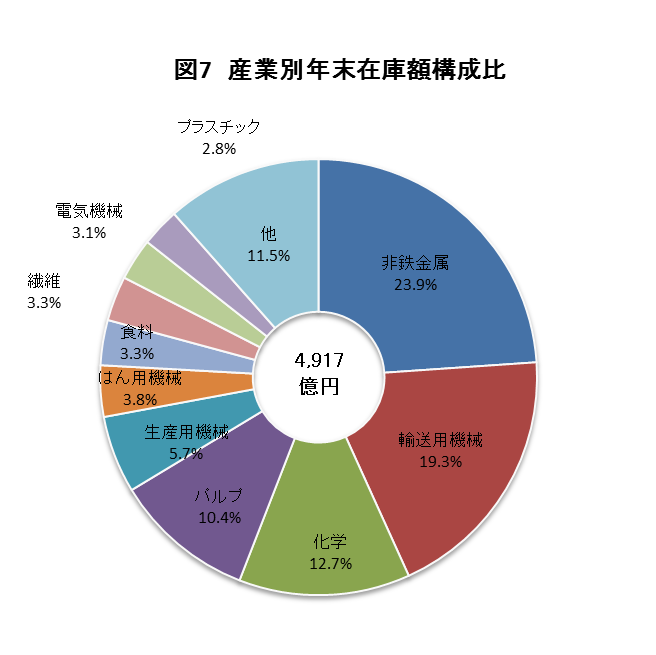 図7 産業別年末在庫額構成比
プラスチック
2.8%
電気機械
3.1%
繊維
3.3%
他
11.5%
非鉄金属
23.9%
食料
3.3%
4,917
億円
はん用機械
3.8%
生産用機械
5.7%
輸送用機械
19.3%
パルプ
10.4%
化学
12.7%